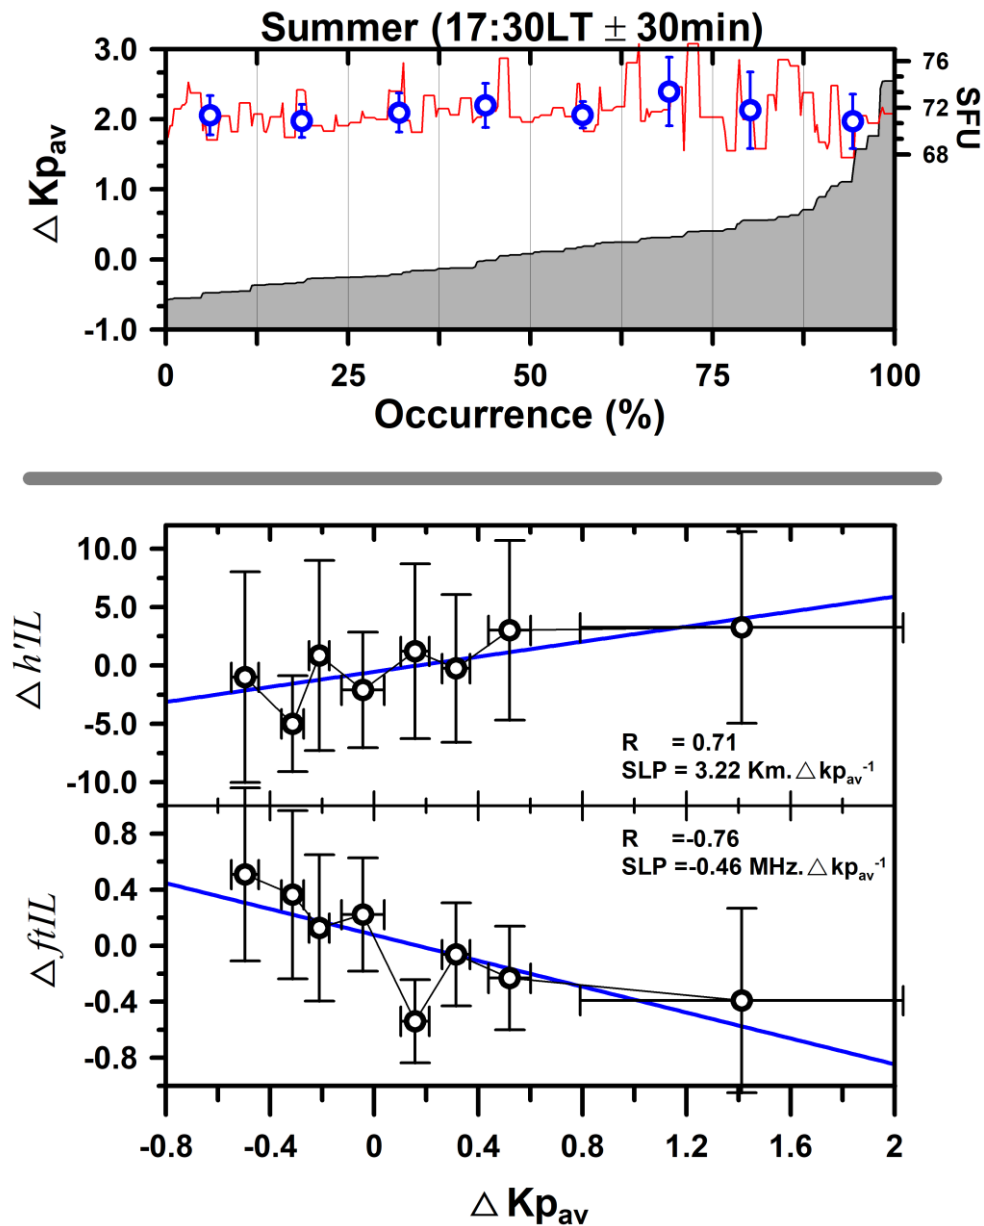 Summer (17:30LT ± 30min)
3.0
2.0
1.0
0.0
-1.0
△ Kpav
76
72
68
SFU
0 25 50 75 100
Occurrence (%)
10.0
5.0
0.0
-5.0
-10.0
△ h'IL
R = 0.71
SLP = 3.22 Km. △ kpav-1
0.8
0.4
0.0
-0.4
-0.8
△ ftIL
R =-0.76
SLP =-0.46 MHz. △ kpav-1
-0.8 -0.4 0 0.4 0.8 1.2 1.6 2
△ Kpav